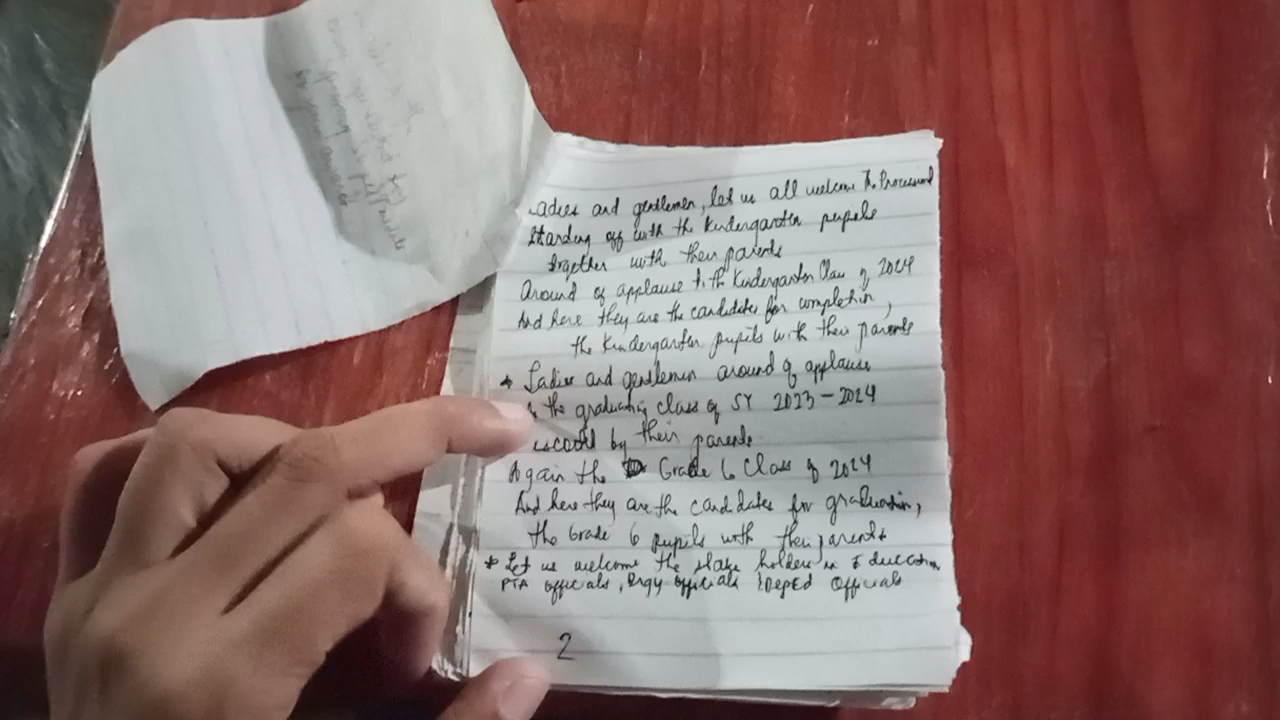 Ladies and gentlemen, let us all welcome the Processional
Standing off with the kindergarten pupils
together with their parents
Around of applause to the Kindergarten Class of 2024
And here they are the candidates for completion,
the kindergarten pupils with their parents
* Ladies and gentlemen around of applause
the graduating class of SY 2023-2024
escorted by their parents
Again the Grade 6 Class of 2024
And here they are the candidates for graduation,
the Grade 6 pupils with their parents
* Let us welcome the stake holders in Education
PTA officials, Brgy officials, DepEd Officials
2